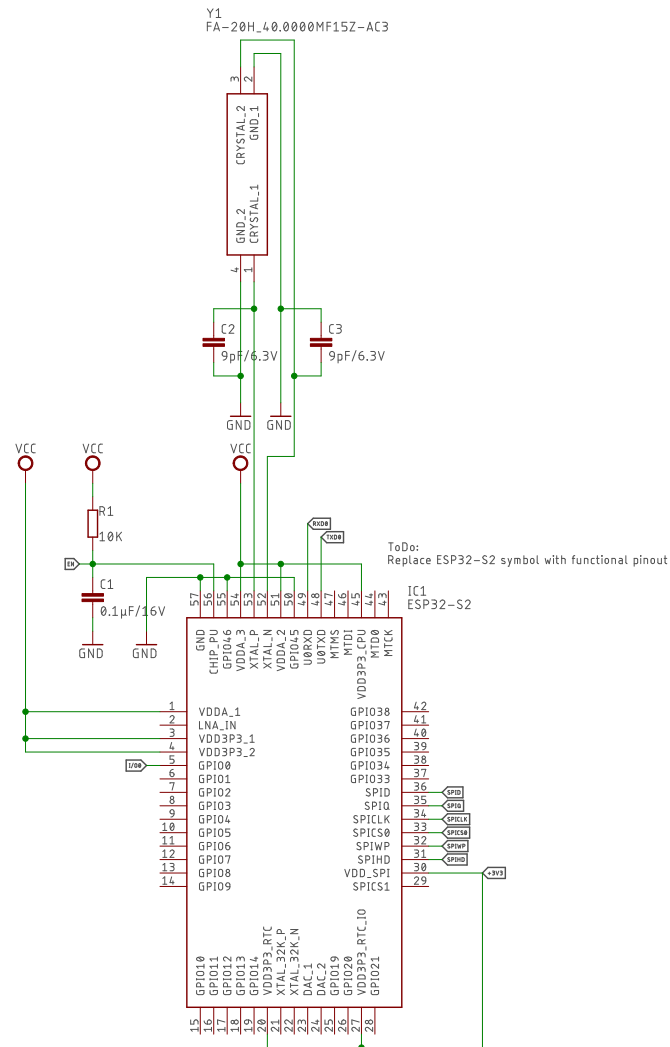 Y1
FA-20H_40.0000MF15Z-AC3
3
2
CRYSTAL_2
GND_1
GND_2
CRYSTAL_1
4
1
C2
9pF/6.3V
C3
9pF/6.3V
GND
GND
VCC
VCC
VCC
R1
10K
EN
C1
0.1µF/16V
GND
GND
RXD0
TXD0
ToDo:
Replace ESP32-S2 symbol with functional pinout
IC1
ESP32-S2
57
56
55
54
53
52
51
50
49
48
47
46
45
44
43
GND
CHIP_PU
GPIO46
VDDA_3
XTAL_P
XTAL_N
VDDA_2
GPIO45
U0RXD
U0TXD
MTMS
MTDI
VDD3P3_CPU
MTDO
MTCK
1 VDDA_1
2 LNA_IN
3 VDD3P3_1
4 VDD3P3_2
I/O0
5 GPIO0
6 GPIO1
7 GPIO2
8 GPIO3
9 GPIO4
10 GPIO5
11 GPIO6
12 GPIO7
13 GPIO8
14 GPIO9
GPIO38 42
GPIO37 41
GPIO36 40
GPIO35 39
GPIO34 38
GPIO33 37
SPID 36 SPID
SPIQ 35 SPIQ
SPICLK 34 SPICLK
SPICS0 33 SPICS0
SPIWP 32 SPIWP
SPIHD 31 SPIHD
VDD_SPI 30 +3V3
SPICS1 29
GPIO10
GPIO11
GPIO12
GPIO13
GPIO14
VDD3P3_RTC
XTAL_32K_P
XTAL_32K_N
DAC_1
DAC_2
GPIO19
GPIO20
VDD3P3_RTC_IO
GPIO21
15
16
17
18
19
20
21
22
23
24
25
26
27
28